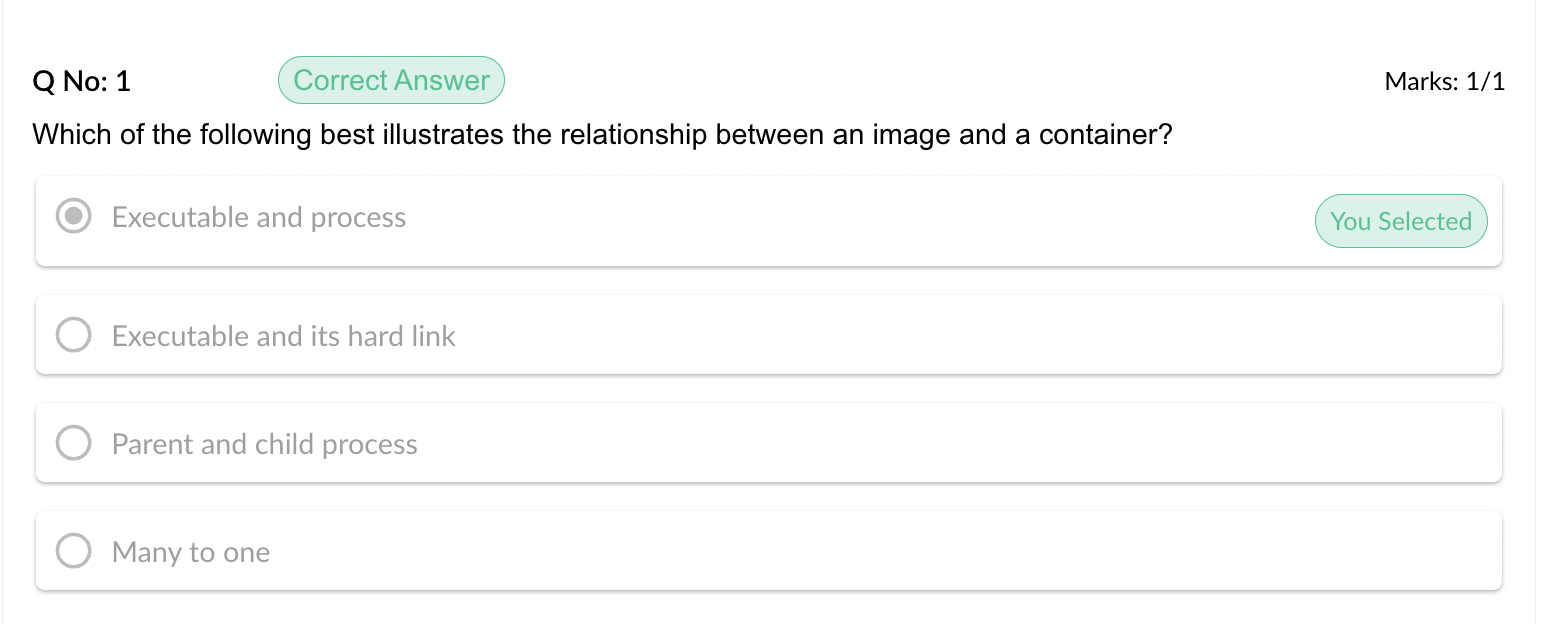 Q No: 1 Correct Answer Marks: 1/1
Which of the following best illustrates the relationship between an image and a container?
Executable and process You Selected
Executable and its hard link
Parent and child process
Many to one